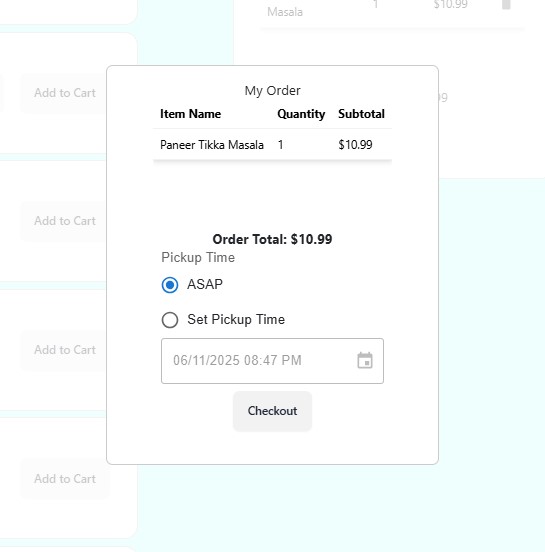 Masala 1 $10.99
Add to Cart
My Order
Item Name Quantity Subtotal
Paneer Tikka Masala 1 $10.99
Add to Cart
Order Total: $10.99
Pickup Time
ASAP
Set Pickup Time
Add to Cart
06/11/2025 08:47 PM
Checkout
Add to Cart